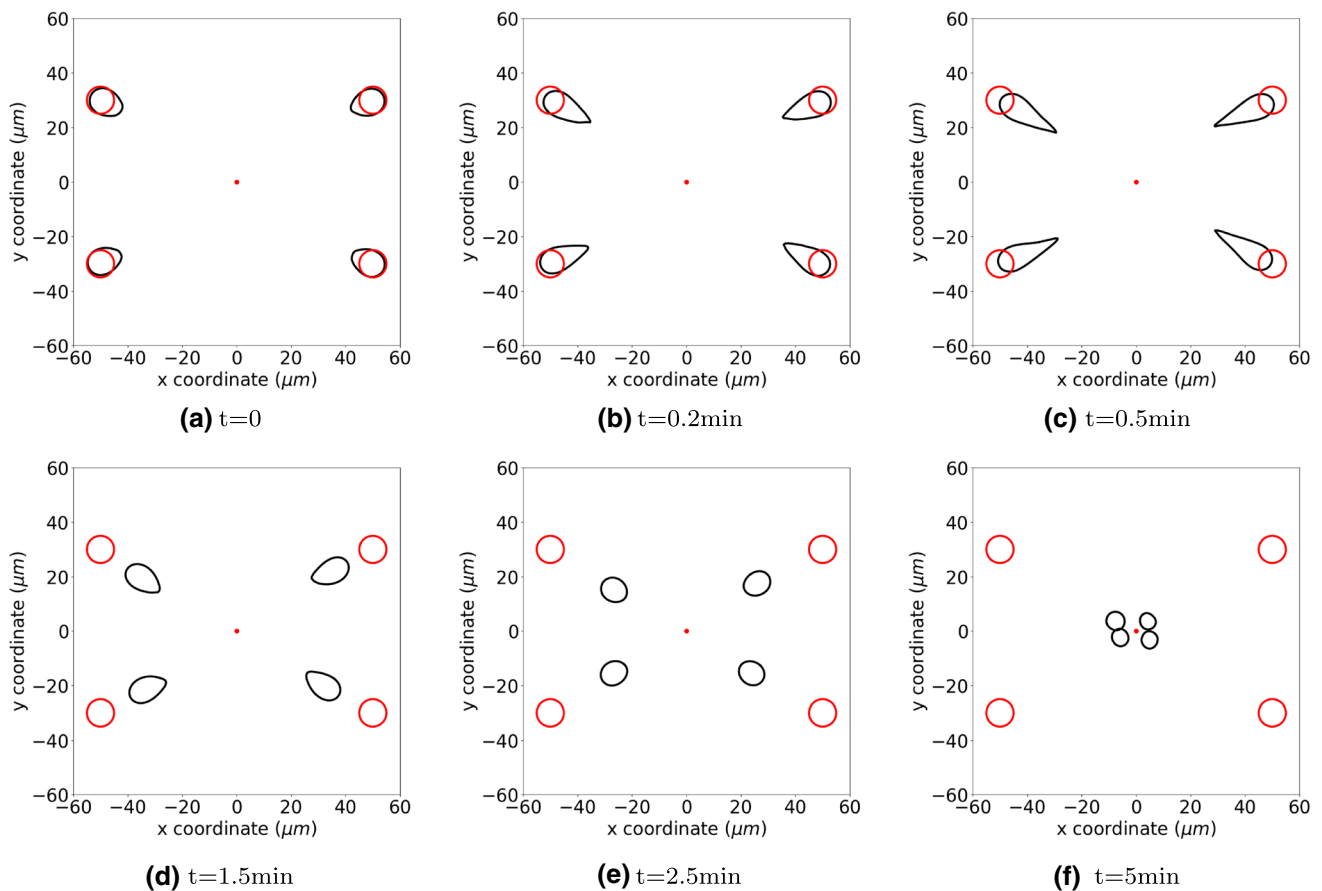 60
40
20
0
−20
−40
−60
−60 −40 −20 0 20 40 60
y coordinate (μm)
x coordinate (μm)
(a) t=0
60
40
20
0
−20
−40
−60
−60 −40 −20 0 20 40 60
y coordinate (μm)
x coordinate (μm)
(b) t=0.2min
60
40
20
0
−20
−40
−60
−60 −40 −20 0 20 40 60
y coordinate (μm)
x coordinate (μm)
(c) t=0.5min
60
40
20
0
−20
−40
−60
−60 −40 −20 0 20 40 60
y coordinate (μm)
x coordinate (μm)
(d) t=1.5min
60
40
20
0
−20
−40
−60
−60 −40 −20 0 20 40 60
y coordinate (μm)
x coordinate (μm)
(e) t=2.5min
60
40
20
0
−20
−40
−60
−60 −40 −20 0 20 40 60
y coordinate (μm)
x coordinate (μm)
(f) t=5min